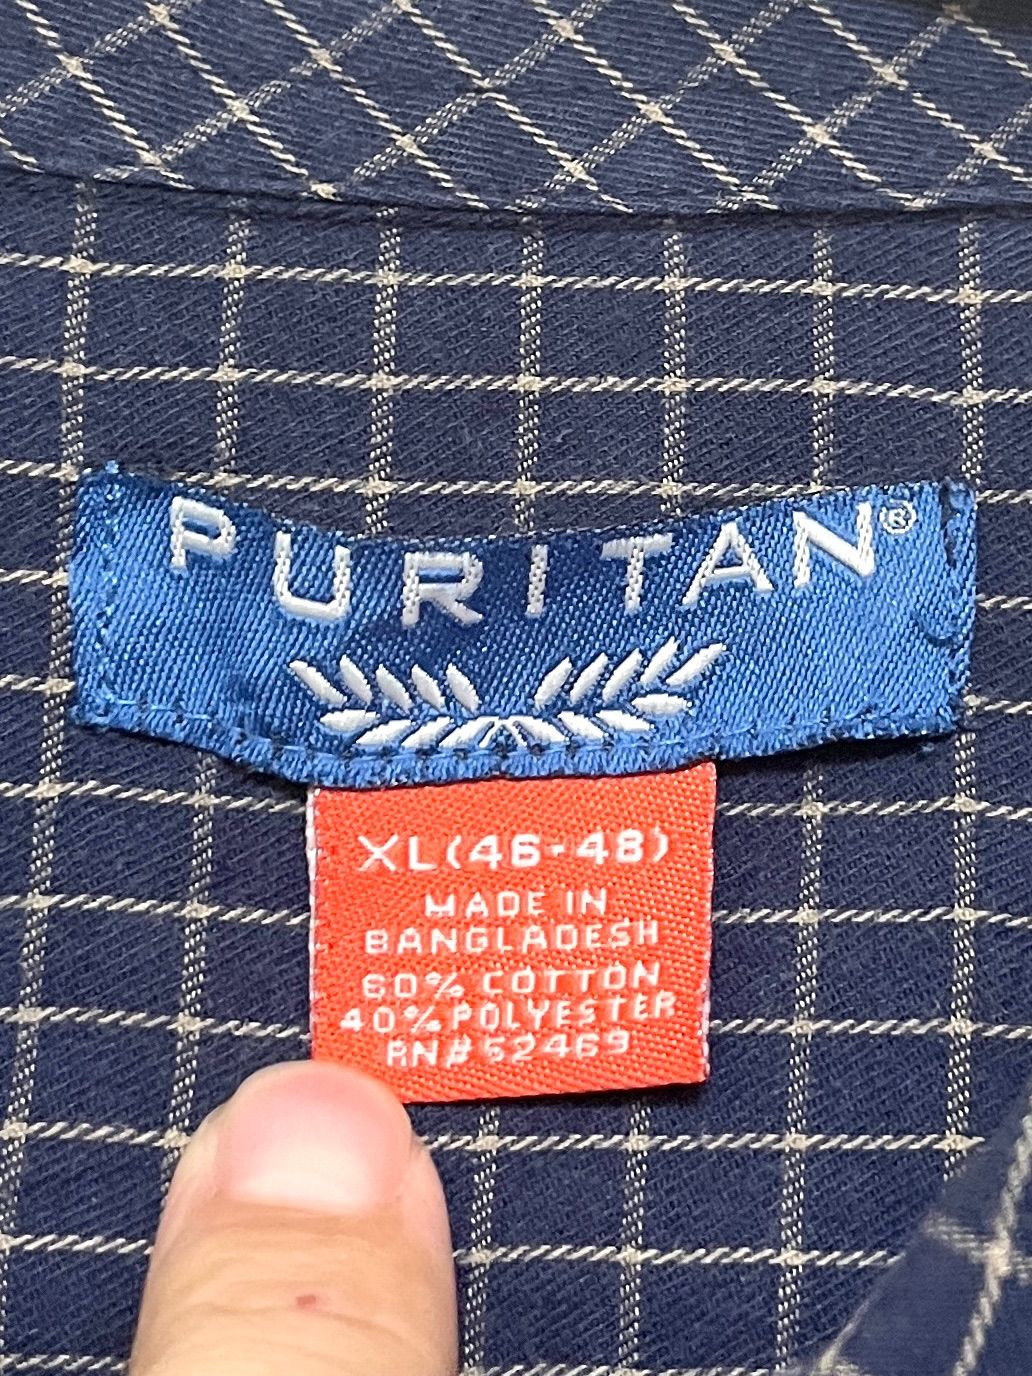 PURITAN®
XL(46-48)
MADE IN
BANGLADESH
60% COTTON
40% POLYESTER
RN# 52469